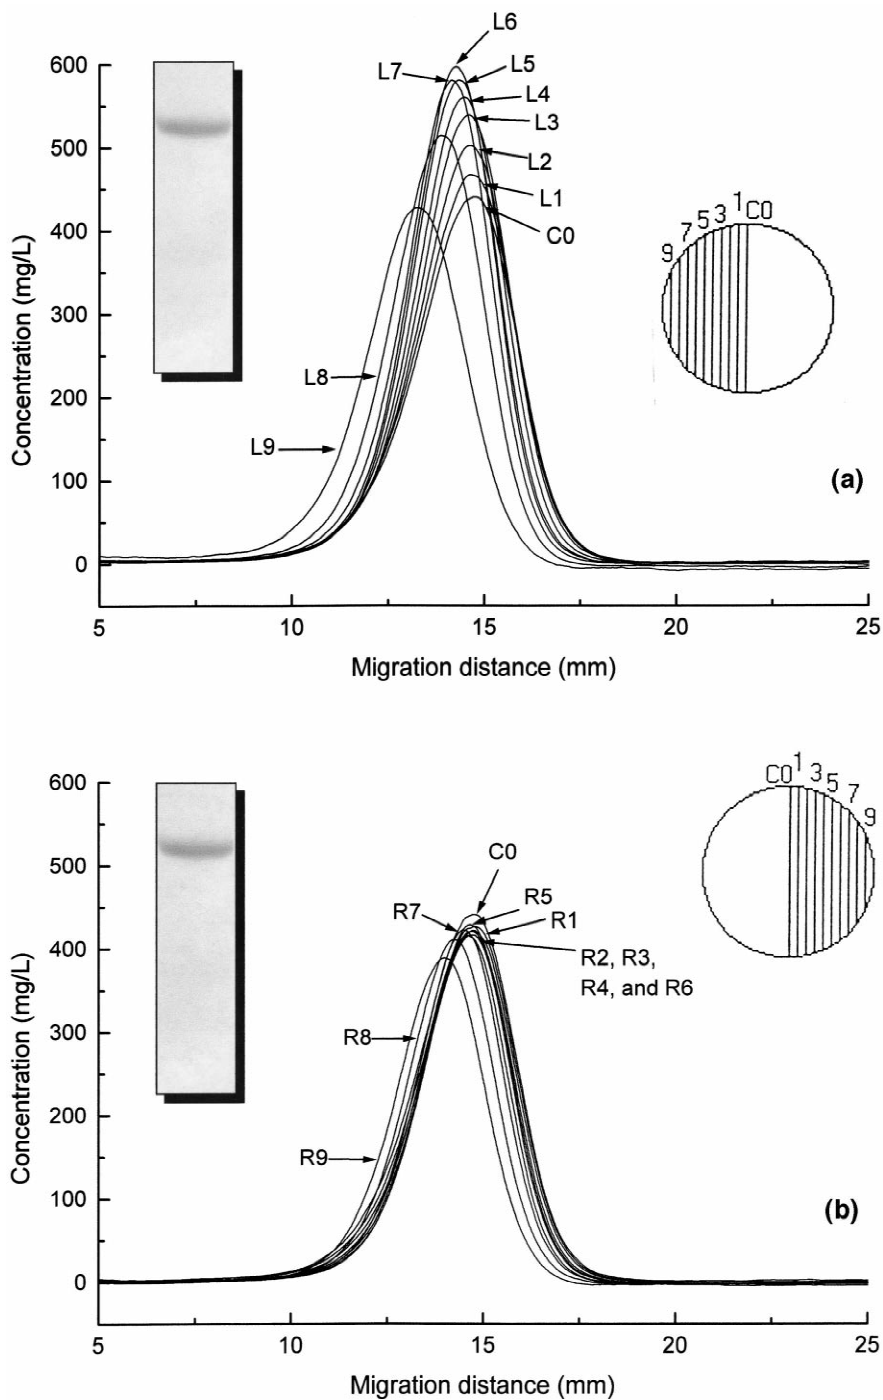 L6
L7
L5
L4
L3
L2
L1
C0
L8
L9
600
500
400
300
200
100
0
Concentration (mg/L)
9 7 5 3 1 C0
(a)
5 10 15 20 25
Migration distance (mm)
600
500
400
300
200
100
0
Concentration (mg/L)
C0 1 3 5 7 9
C0
R5
R7
R1
R2, R3,
R4, and R6
R8
R9
(b)
5 10 15 20 25
Migration distance (mm)